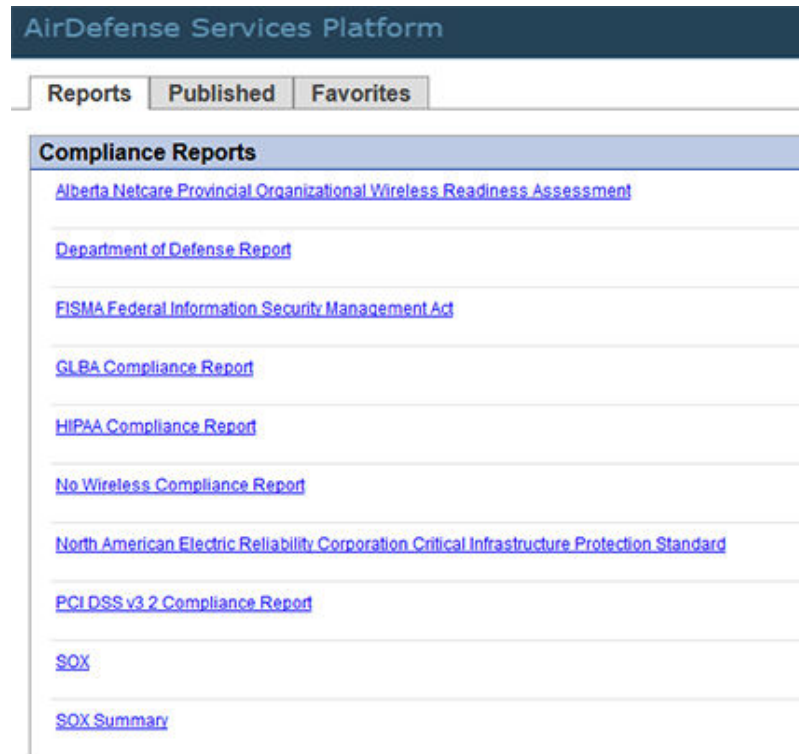 AirDefense Services Platform
Reports Published Favorites
Compliance Reports
Alberta Netcare Provincial Organizational Wireless Readiness Assessment
Department of Defense Report
FISMA Federal Information Security Management Act
GLBA Compliance Report
HIPAA Compliance Report
No Wireless Compliance Report
North American Electric Reliability Corporation Critical Infrastructure Protection Standard
PCI DSS v3 2 Compliance Report
SOX
SOX Summary